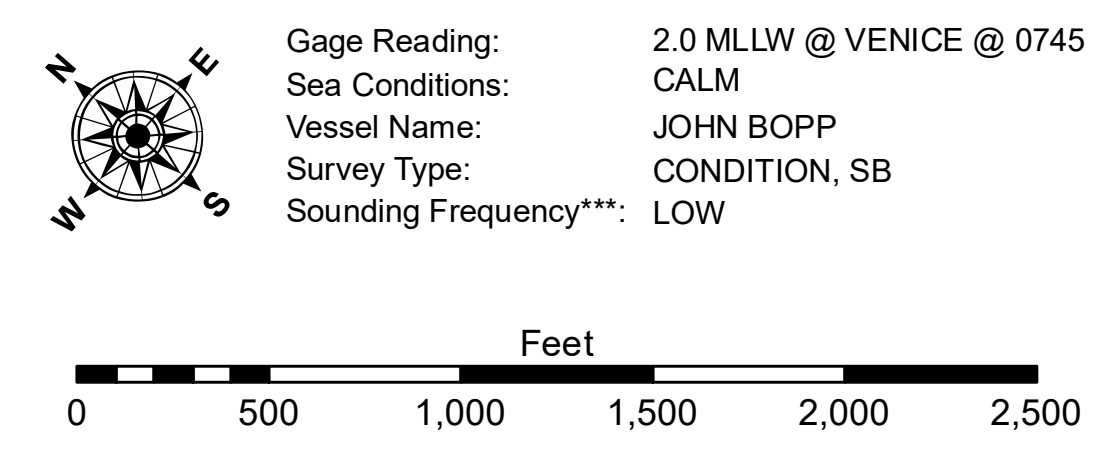 N
E
W
S
Gage Reading: 2.0 MLLW @ VENICE @ 0745
Sea Conditions: CALM
Vessel Name: JOHN BOPP
Survey Type: CONDITION, SB
Sounding Frequency***: LOW
Feet
0 500 1,000 1,500 2,000 2,500